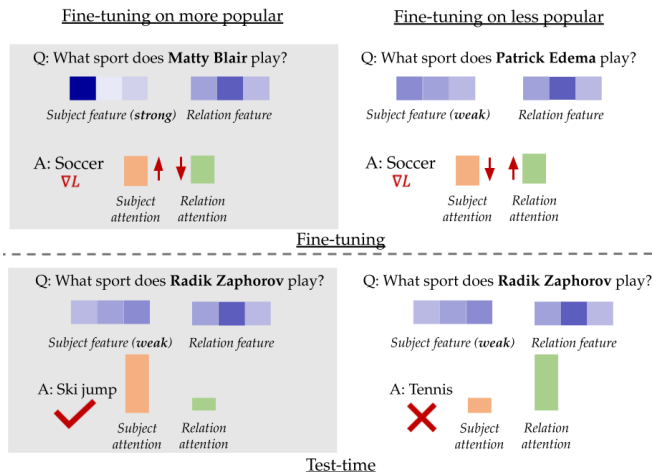 Fine-tuning on more popular
Fine-tuning on less popular
Q: What sport does Matty Blair play?
Subject feature (strong)
Relation feature
A: Soccer
∇L
Subject attention
Relation attention
Q: What sport does Patrick Edema play?
Subject feature (weak)
Relation feature
A: Soccer
∇L
Subject attention
Relation attention
Fine-tuning
Q: What sport does Radik Zaphorov play?
Subject feature (weak)
Relation feature
A: Ski jump
Subject attention
Relation attention
Q: What sport does Radik Zaphorov play?
Subject feature (weak)
Relation feature
A: Tennis
Subject attention
Relation attention
Test-time